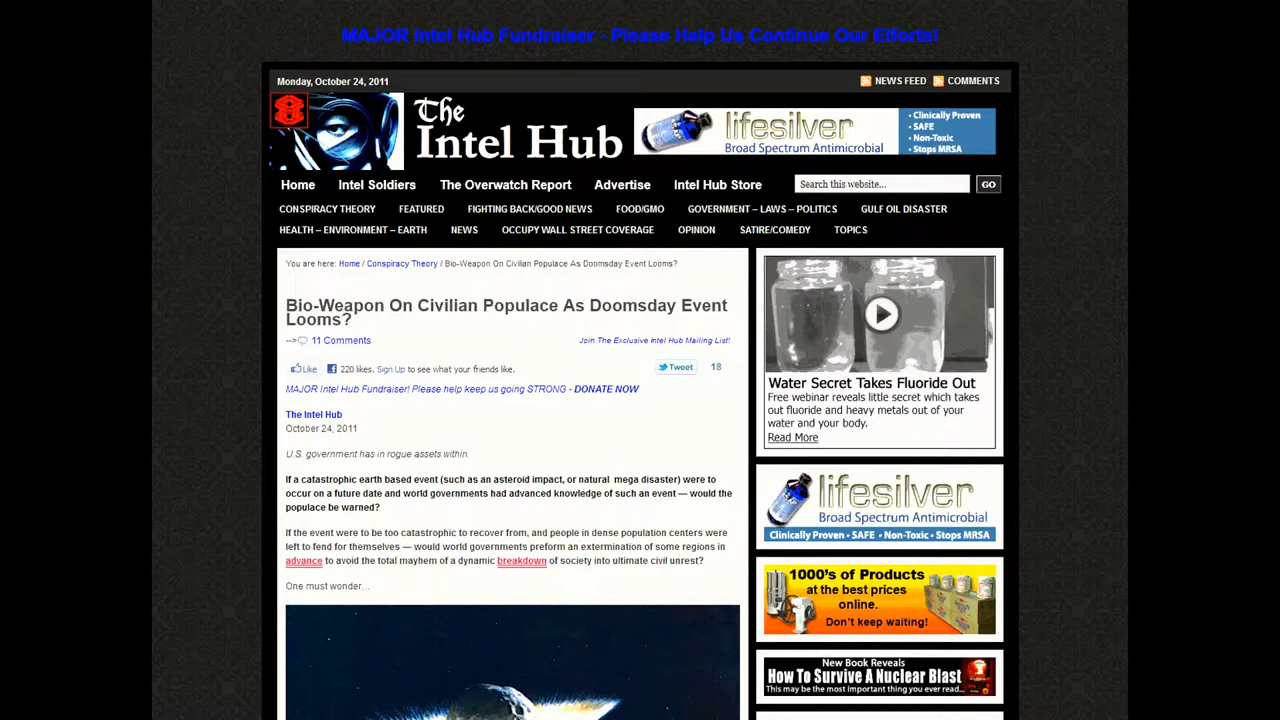 MAJOR Intel Hub Fundraiser - Please Help Us Continue Our Efforts!
Monday, October 24, 2011
NEWS FEED COMMENTS
The
Intel Hub
lifesilver
Broad Spectrum Antimicrobial
• Clinically Proven
• SAFE
• Non-Toxic
• Stops MRSA
Home Intel Soldiers The Overwatch Report Advertise Intel Hub Store
Search this website... GO
CONSPIRACY THEORY FEATURED FIGHTING BACK/GOOD NEWS FOOD/GMO GOVERNMENT – LAWS – POLITICS GULF OIL DISASTER
HEALTH – ENVIRONMENT – EARTH NEWS OCCUPY WALL STREET COVERAGE OPINION SATIRE/COMEDY TOPICS
You are here: Home / Conspiracy Theory / Bio-Weapon On Civilian Populace As Doomsday Event Looms?
Bio-Weapon On Civilian Populace As Doomsday Event
Looms?
--> 11 Comments
Join The Exclusive Intel Hub Mailing List!
Like 220 likes. Sign Up to see what your friends like.
Tweet 18
MAJOR Intel Hub Fundraiser! Please help keep us going STRONG - DONATE NOW
The Intel Hub
October 24, 2011
U.S. government has in rogue assets within.
If a catastrophic earth based event (such as an asteroid impact, or natural mega disaster) were to
occur on a future date and world governments had advanced knowledge of such an event — would the
populace be warned?
If the event were to be too catastrophic to recover from, and people in dense population centers were
left to fend for themselves — would world governments preform an extermination of some regions in
advance to avoid the total mayhem of a dynamic breakdown of society into ultimate civil unrest?
One must wonder...
Water Secret Takes Fluoride Out
Free webinar reveals little secret which takes
out fluoride and heavy metals out of your
water and your body.
Read More
lifesilver
Broad Spectrum Antimicrobial
Clinically Proven • SAFE • Non-Toxic • Stops MRSA
1000's of Products
at the best prices
online.
Don't keep waiting!
New Book Reveals
How To Survive A Nuclear Blast
This may be the most important thing you ever read...